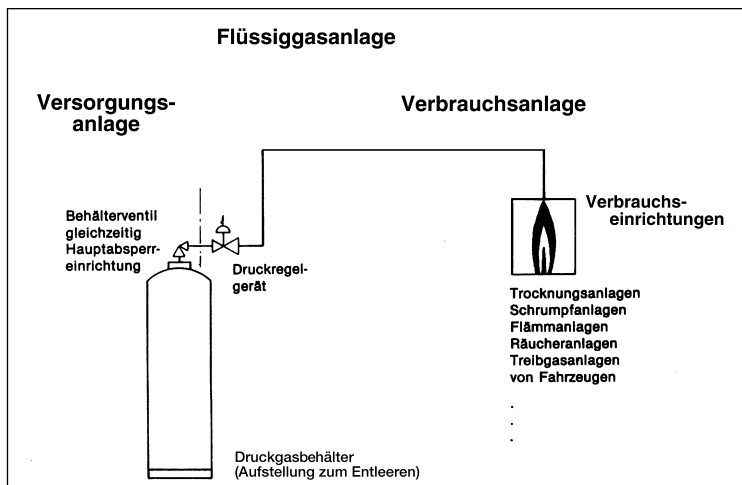 Flüssiggasanlage
Versorgungs-
anlage
Verbrauchsanlage
Behälterventil
gleichzeitig
Hauptabsperr-
einrichtung
Druckregel-
gerät
Verbrauchs-
einrichtungen
Trocknungsanlagen
Schrumpfanlagen
Flämmanlagen
Räucheranlagen
Treibgasanlagen
von Fahrzeugen
.
.
.
Druckgasbehälter
(Aufstellung zum Entleeren)